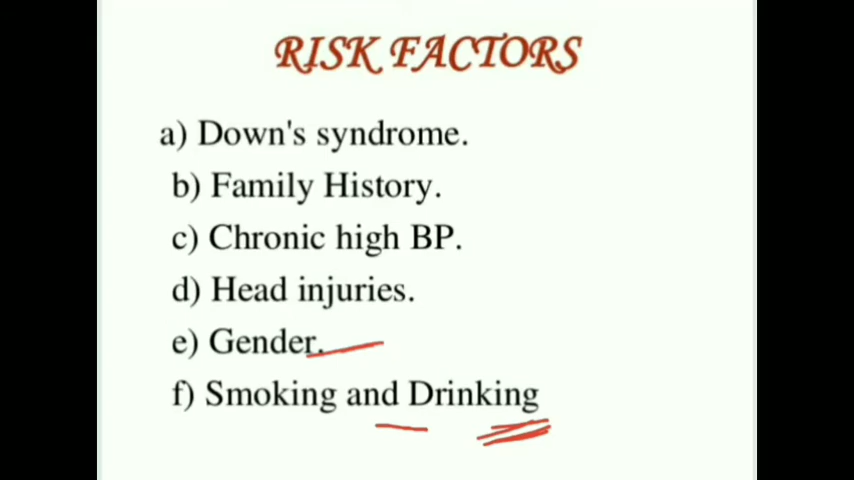 RISK FACTORS
a) Down's syndrome.
b) Family History.
c) Chronic high BP.
d) Head injuries.
e) Gender.
f) Smoking and Drinking